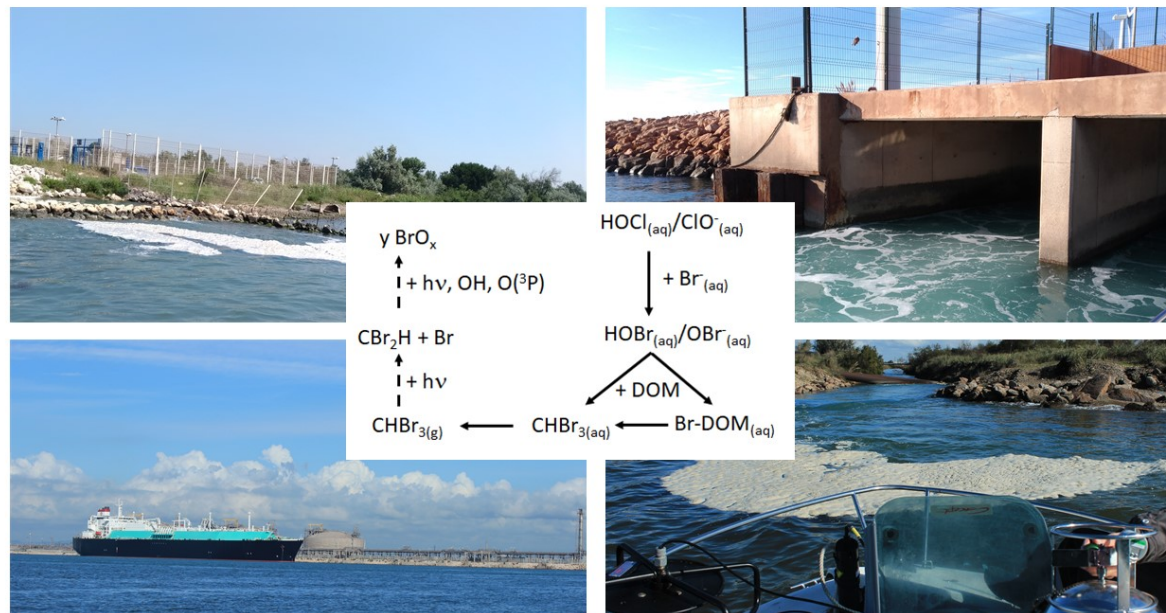 y BrOₓ
+ hν, OH, O(³P)
CBr₂H + Br
+ hν
CHBr₃₍g₎
HOCl₍aq₎/ClO⁻₍aq₎
+ Br⁻₍aq₎
HOBr₍aq₎/OBr⁻₍aq₎
+ DOM
CHBr₃₍aq₎
Br-DOM₍aq₎